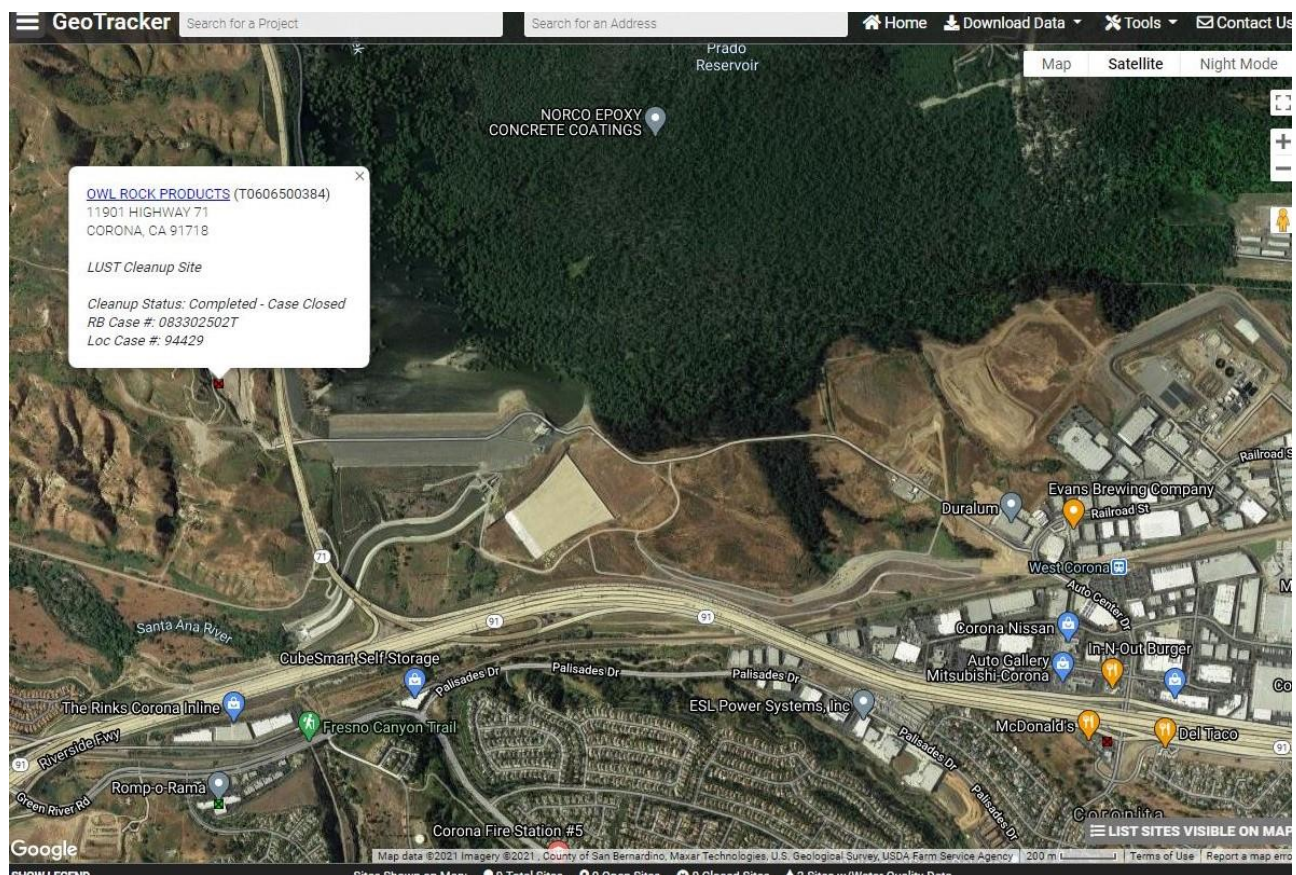 GeoTracker
Search for a Project
Search for an Address
Home
Download Data
Tools
Contact Us
Prado
Reservoir
Map
Satellite
Night Mode
NORCO EPOXY
CONCRETE COATINGS
OWL ROCK PRODUCTS (T0606500384)
11901 HIGHWAY 71
CORONA, CA 91718
LUST Cleanup Site
Cleanup Status: Completed - Case Closed
RB Case #: 083302502T
Loc Case #: 94429
Railroad S
Evans Brewing Company
Duralum
Railroad St
71
West Corona
Auto Center Dr
91
91
Santa Ana River
Corona Nissan
In-N-Out Burger
CubeSmart Self Storage
Auto Gallery
Mitsubishi-Corona
Palisades Dr
Palisades Dr
Palisades Dr
The Rinks Corona Inline
ESL Power Systems, Inc
Fresno Canyon Trail
McDonald's
Del Taco
Riverside Fwy
91
91
Palisades Dr
Romp-o-Rama
Green River Rd
Palisades Dr
Coronita
Corona Fire Station #5
LIST SITES VISIBLE ON MAP
Google
Map data ©2021 Imagery ©2021 , County of San Bernardino, Maxar Technologies, U.S. Geological Survey, USDA Farm Service Agency
200 m
Terms of Use
Report a map erro